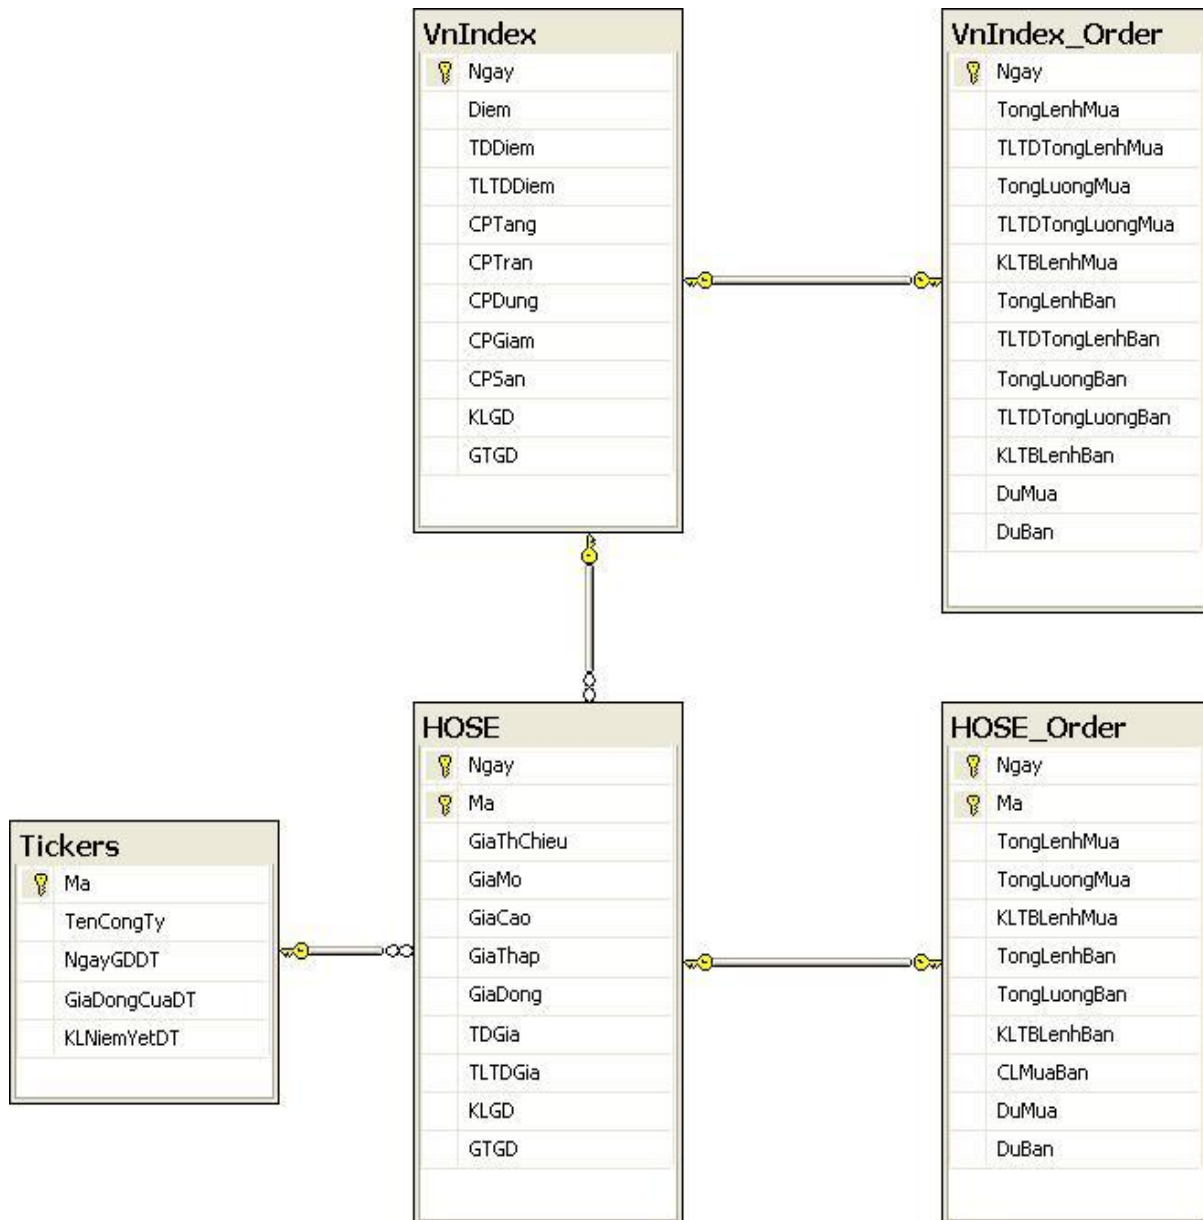 VnIndex
Ngay
Diem
TDDiem
TLTDDiem
CPTang
CPTran
CPDung
CPGiam
CPSan
KLGD
GTGD
VnIndex_Order
Ngay
TongLenhMua
TLTDTongLenhMua
TongLuongMua
TLTDTongLuongMua
KLTBLenhMua
TongLenhBan
TLTDTongLenhBan
TongLuongBan
TLTDTongLuongBan
KLTBLenhBan
DuMua
DuBan
Tickers
Ma
TenCongTy
NgayGDDT
GiaDongCuaDT
KLNiemYetDT
HOSE
Ngay
Ma
GiaThChieu
GiaMo
GiaCao
GiaThap
GiaDong
TDGia
TLTDGia
KLGD
GTGD
HOSE_Order
Ngay
Ma
TongLenhMua
TongLuongMua
KLTBLenhMua
TongLenhBan
TongLuongBan
KLTBLenhBan
CLMuaBan
DuMua
DuBan